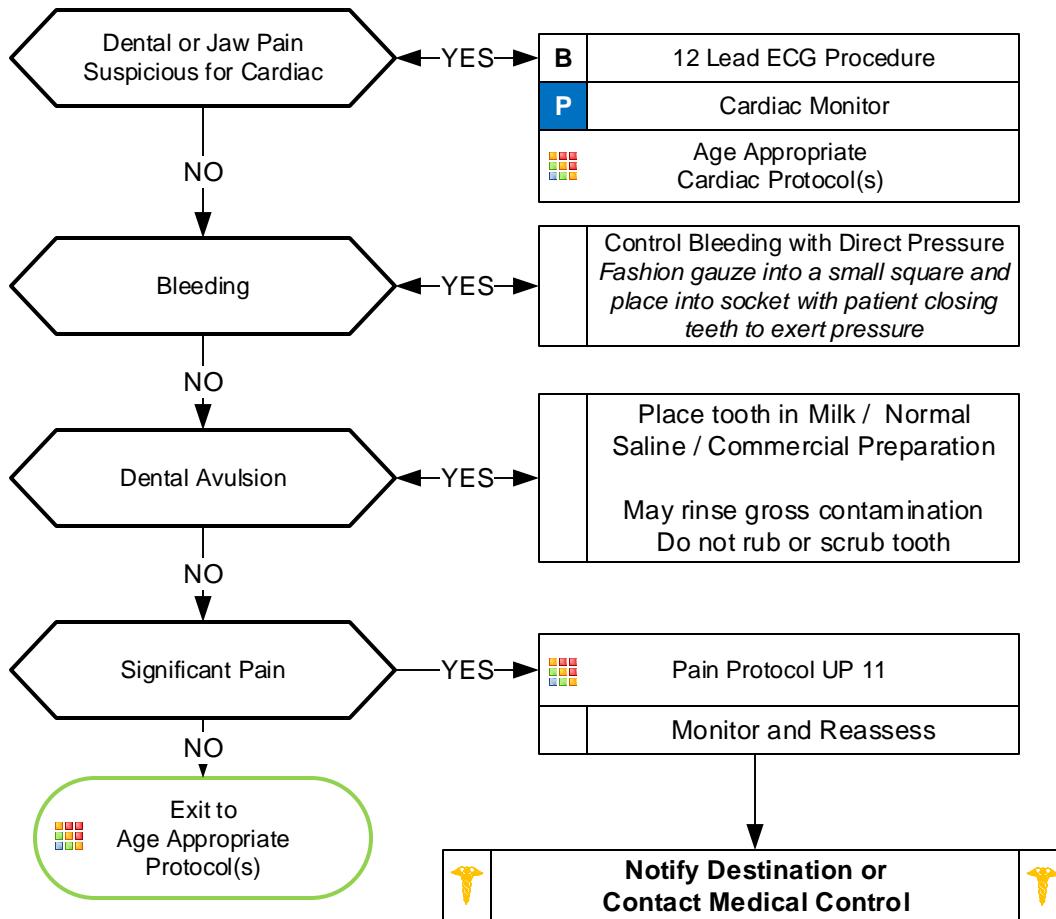 Dental or Jaw Pain
Suspicious for Cardiac
YES
B
12 Lead ECG Procedure
P
Cardiac Monitor
Age Appropriate
Cardiac Protocol(s)
NO
Bleeding
YES
Control Bleeding with Direct Pressure
Fashion gauze into a small square and
place into socket with patient closing
teeth to exert pressure
NO
Dental Avulsion
YES
Place tooth in Milk / Normal
Saline / Commercial Preparation
May rinse gross contamination
Do not rub or scrub tooth
NO
Significant Pain
YES
Pain Protocol UP 11
Monitor and Reassess
NO
Exit to
Age Appropriate
Protocol(s)
Notify Destination or
Contact Medical Control